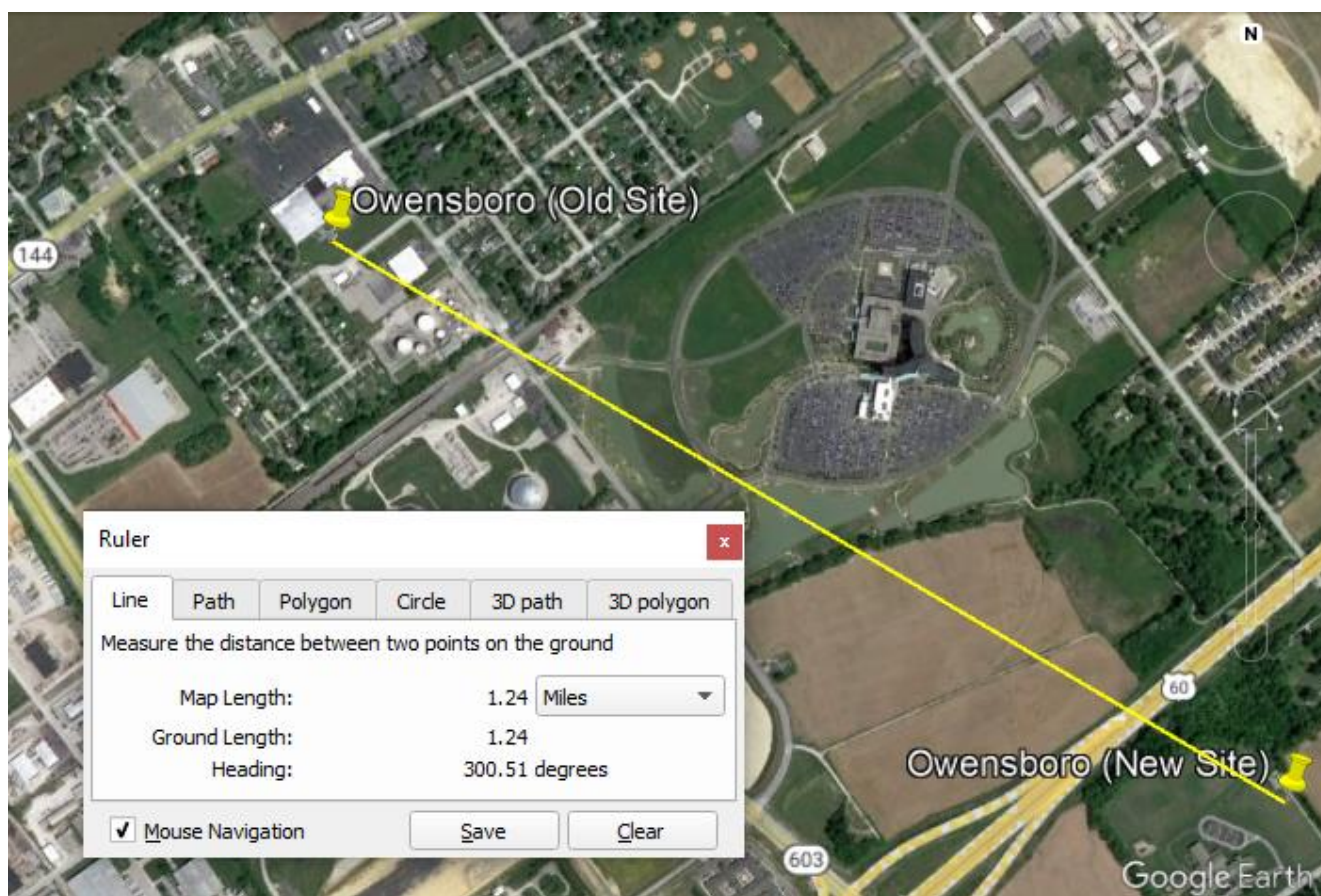 N
Owensboro (Old Site)
144
Ruler
x
Line Path Polygon Circle 3D path 3D polygon
Measure the distance between two points on the ground
Map Length: 1.24 Miles
Ground Length: 1.24
Heading: 300.51 degrees
Mouse Navigation Save Clear
60
Owensboro (New Site)
603
Google Earth